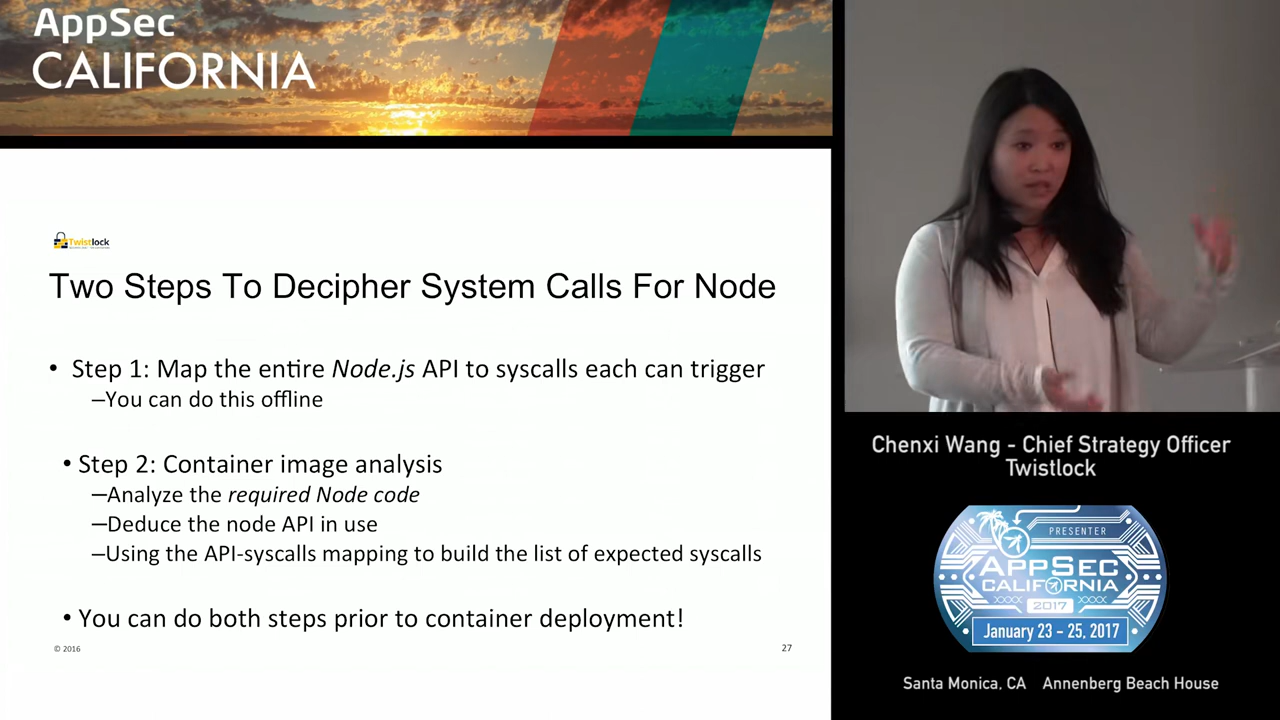 AppSec
CALIFORNIA
Twistlock
Two Steps To Decipher System Calls For Node
• Step 1: Map the entire Node.js API to syscalls each can trigger
–You can do this offline
• Step 2: Container image analysis
–Analyze the required Node code
–Deduce the node API in use
–Using the API-syscalls mapping to build the list of expected syscalls
• You can do both steps prior to container deployment!
© 2016
27
Chenxi Wang - Chief Strategy Officer
Twistlock
PRESENTER
APPSEC
CALIFORNIA
2017
January 23 - 25, 2017
Santa Monica, CA Annenberg Beach House